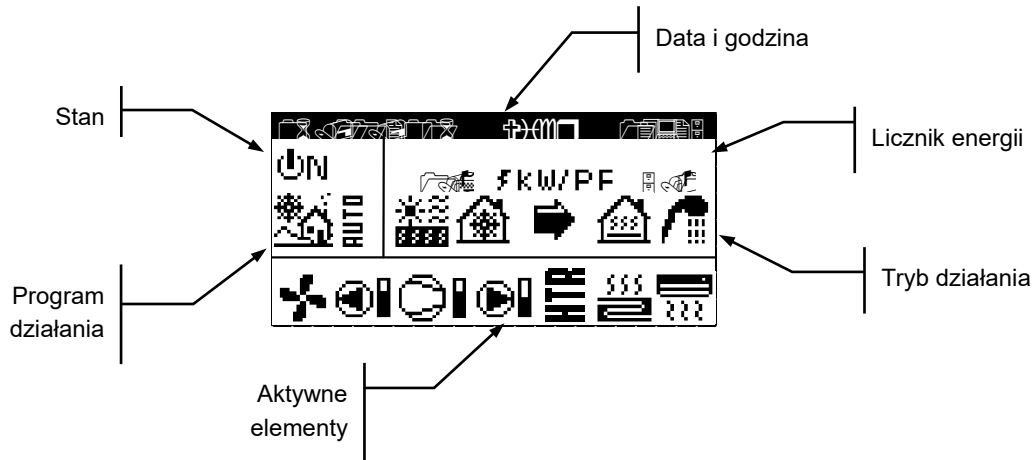 Data i godzina
Stan
Licznik energii
ON
kW/PF
AUTO
Tryb działania
Program
działania
HTR
Aktywne
elementy